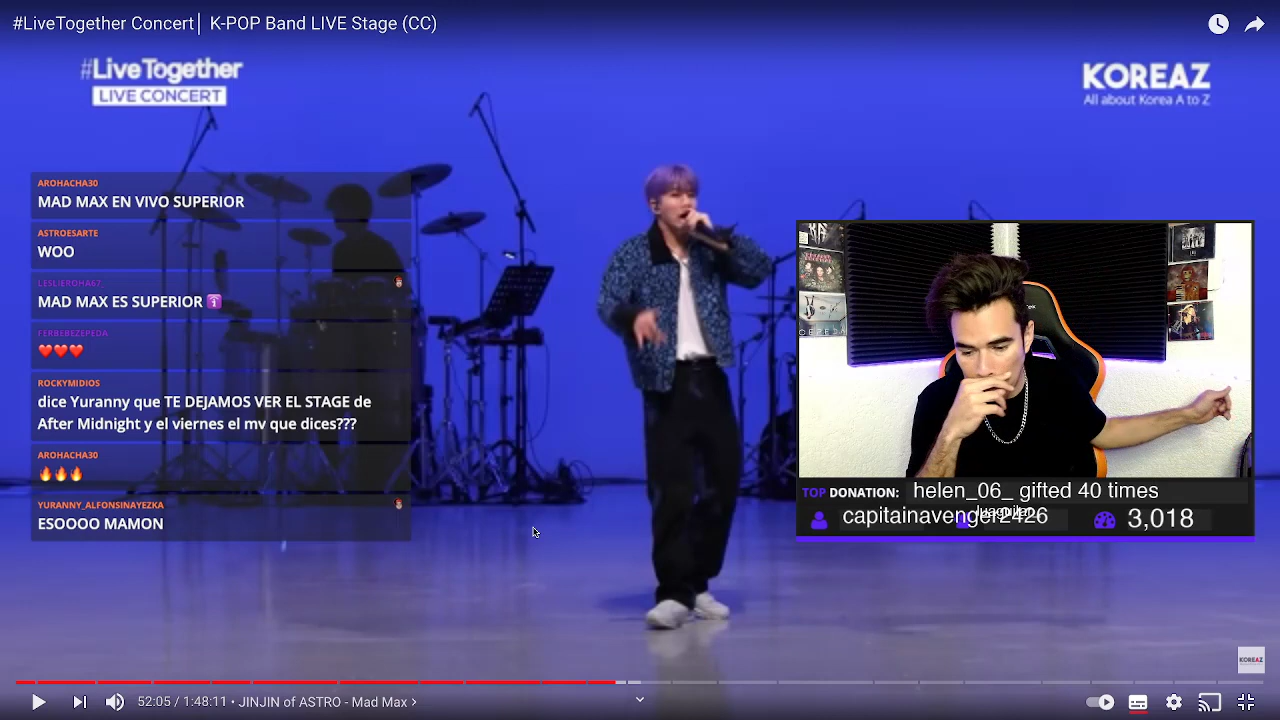 #LiveTogether Concert│ K-POP Band LIVE Stage (CC)
#LiveTogether
LIVE CONCERT
KOREAZ
All about Korea A to Z
AROHACHA30
MAD MAX EN VIVO SUPERIOR
ASTROESARTE
WOO
LESLIEROHA67_
MAD MAX ES SUPERIOR
FERBEBEZEPEDA
❤️❤️❤️
ROCKYMIDIOS
dice Yuranny que TE DEJAMOS VER EL STAGE de
After Midnight y el viernes el mv que dices???
AROHACHA30
🔥🔥🔥
YURANNY_ALFONSINAYEZKA
ESOOOO MAMON
TOP DONATION: helen_06_ gifted 40 times
capitainavenger2426
3,018
KOREAZ
52:05 / 1:48:11 • JINJIN of ASTRO - Mad Max >